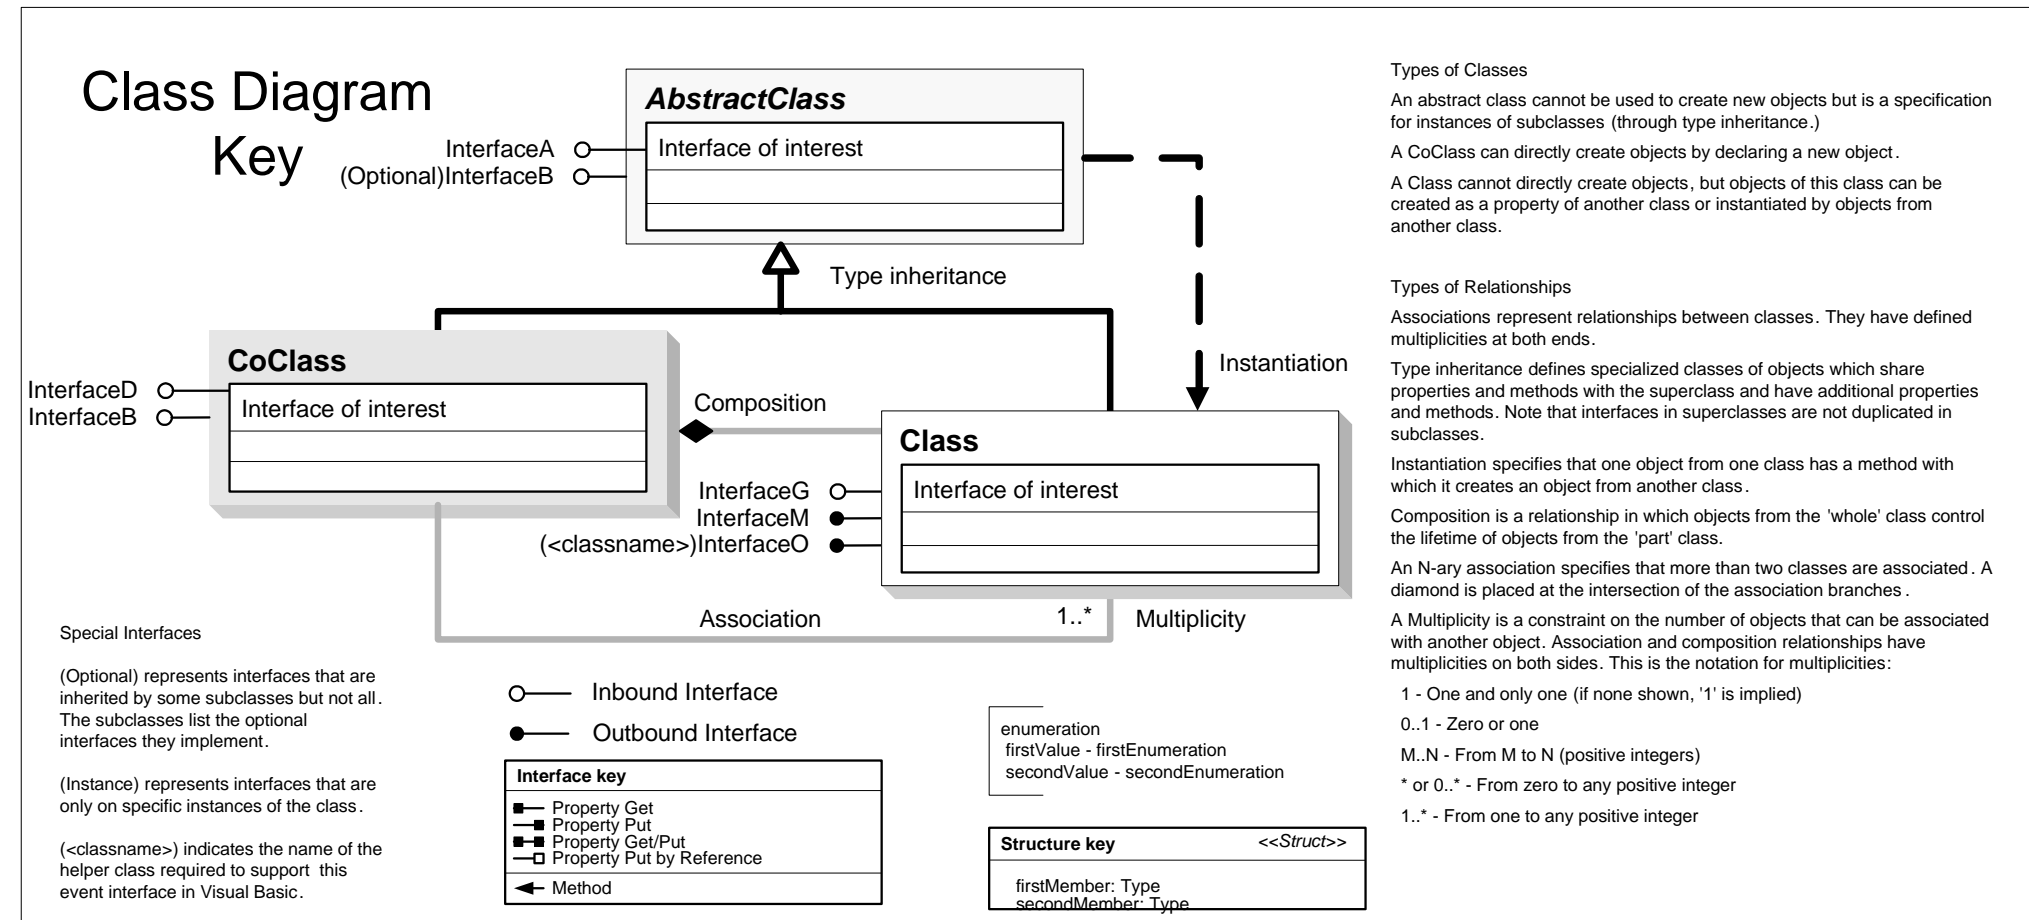 Class Diagram
Key
AbstractClass
Interface of interest
InterfaceA
(Optional)InterfaceB
Type inheritance
Instantiation
CoClass
Interface of interest
InterfaceD
InterfaceB
Composition
Class
Interface of interest
InterfaceG
InterfaceM
(<classname>)InterfaceO
Association
1..*
Multiplicity
Special Interfaces
(Optional) represents interfaces that are
inherited by some subclasses but not all.
The subclasses list the optional
interfaces they implement.
(Instance) represents interfaces that are
only on specific instances of the class.
(<classname>) indicates the name of the
helper class required to support this
event interface in Visual Basic.
Inbound Interface
Outbound Interface
Interface key
Property Get
Property Put
Property Get/Put
Property Put by Reference
Method
enumeration
firstValue - firstEnumeration
secondValue - secondEnumeration
Structure key <<Struct>>
firstMember: Type
secondMember: Type
Types of Classes
An abstract class cannot be used to create new objects but is a specification
for instances of subclasses (through type inheritance.)
A CoClass can directly create objects by declaring a new object.
A Class cannot directly create objects, but objects of this class can be
created as a property of another class or instantiated by objects from
another class.
Types of Relationships
Associations represent relationships between classes. They have defined
multiplicities at both ends.
Type inheritance defines specialized classes of objects which share
properties and methods with the superclass and have additional properties
and methods. Note that interfaces in superclasses are not duplicated in
subclasses.
Instantiation specifies that one object from one class has a method with
which it creates an object from another class.
Composition is a relationship in which objects from the 'whole' class control
the lifetime of objects from the 'part' class.
An N-ary association specifies that more than two classes are associated. A
diamond is placed at the intersection of the association branches.
A Multiplicity is a constraint on the number of objects that can be associated
with another object. Association and composition relationships have
multiplicities on both sides. This is the notation for multiplicities:
1 - One and only one (if none shown, '1' is implied)
0..1 - Zero or one
M..N - From M to N (positive integers)
* or 0..* - From zero to any positive integer
1..* - From one to any positive integer